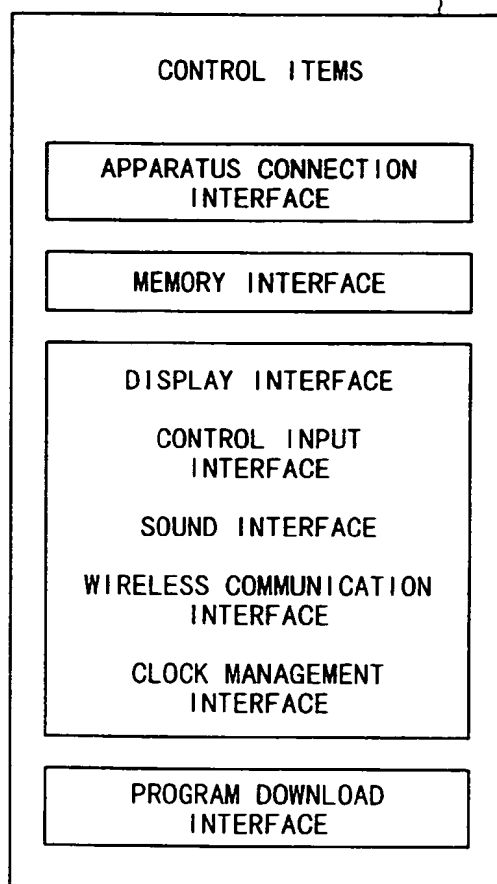 CONTROL ITEMS
APPARATUS CONNECTION
INTERFACE
MEMORY INTERFACE
DISPLAY INTERFACE
CONTROL INPUT
INTERFACE
SOUND INTERFACE
WIRELESS COMMUNICATION
INTERFACE
CLOCK MANAGEMENT
INTERFACE
PROGRAM DOWNLOAD
INTERFACE